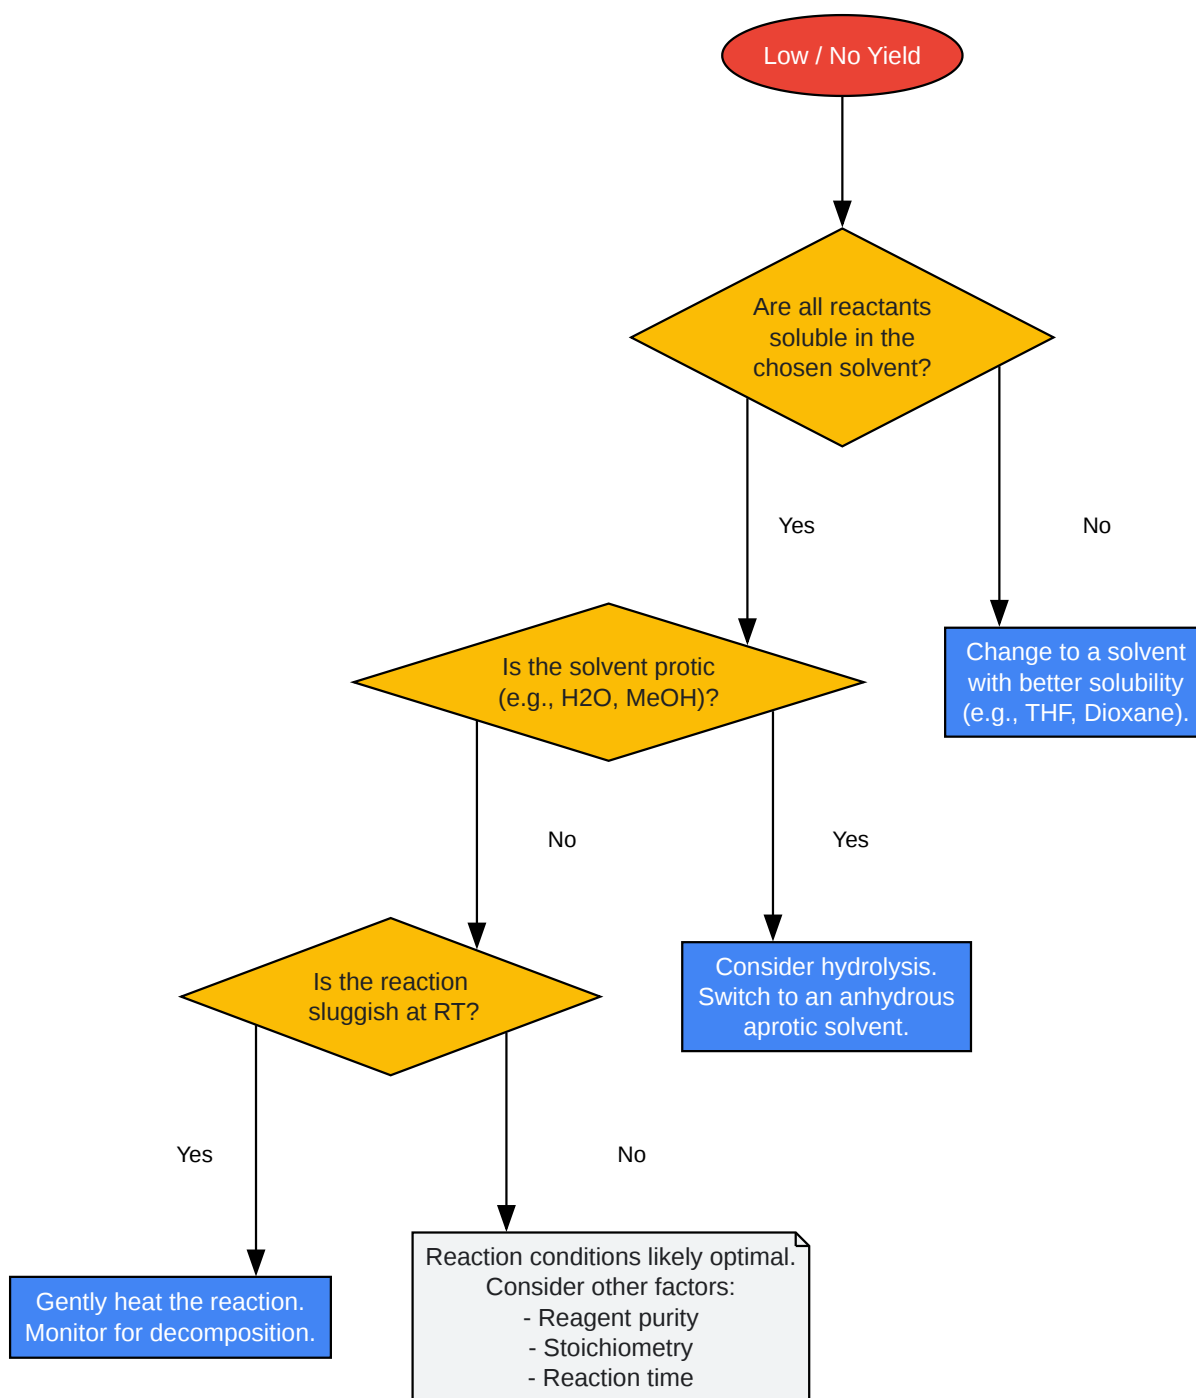 Low / No Yield
Are all reactants
soluble in the
chosen solvent?
Yes
No
Is the solvent protic
(e.g., H2O, MeOH)?
Change to a solvent
with better solubility
(e.g., THF, Dioxane).
No
Yes
Is the reaction
sluggish at RT?
Consider hydrolysis.
Switch to an anhydrous
aprotic solvent.
Yes
No
Gently heat the reaction.
Monitor for decomposition.
Reaction conditions likely optimal.
Consider other factors:
- Reagent purity
- Stoichiometry
- Reaction time